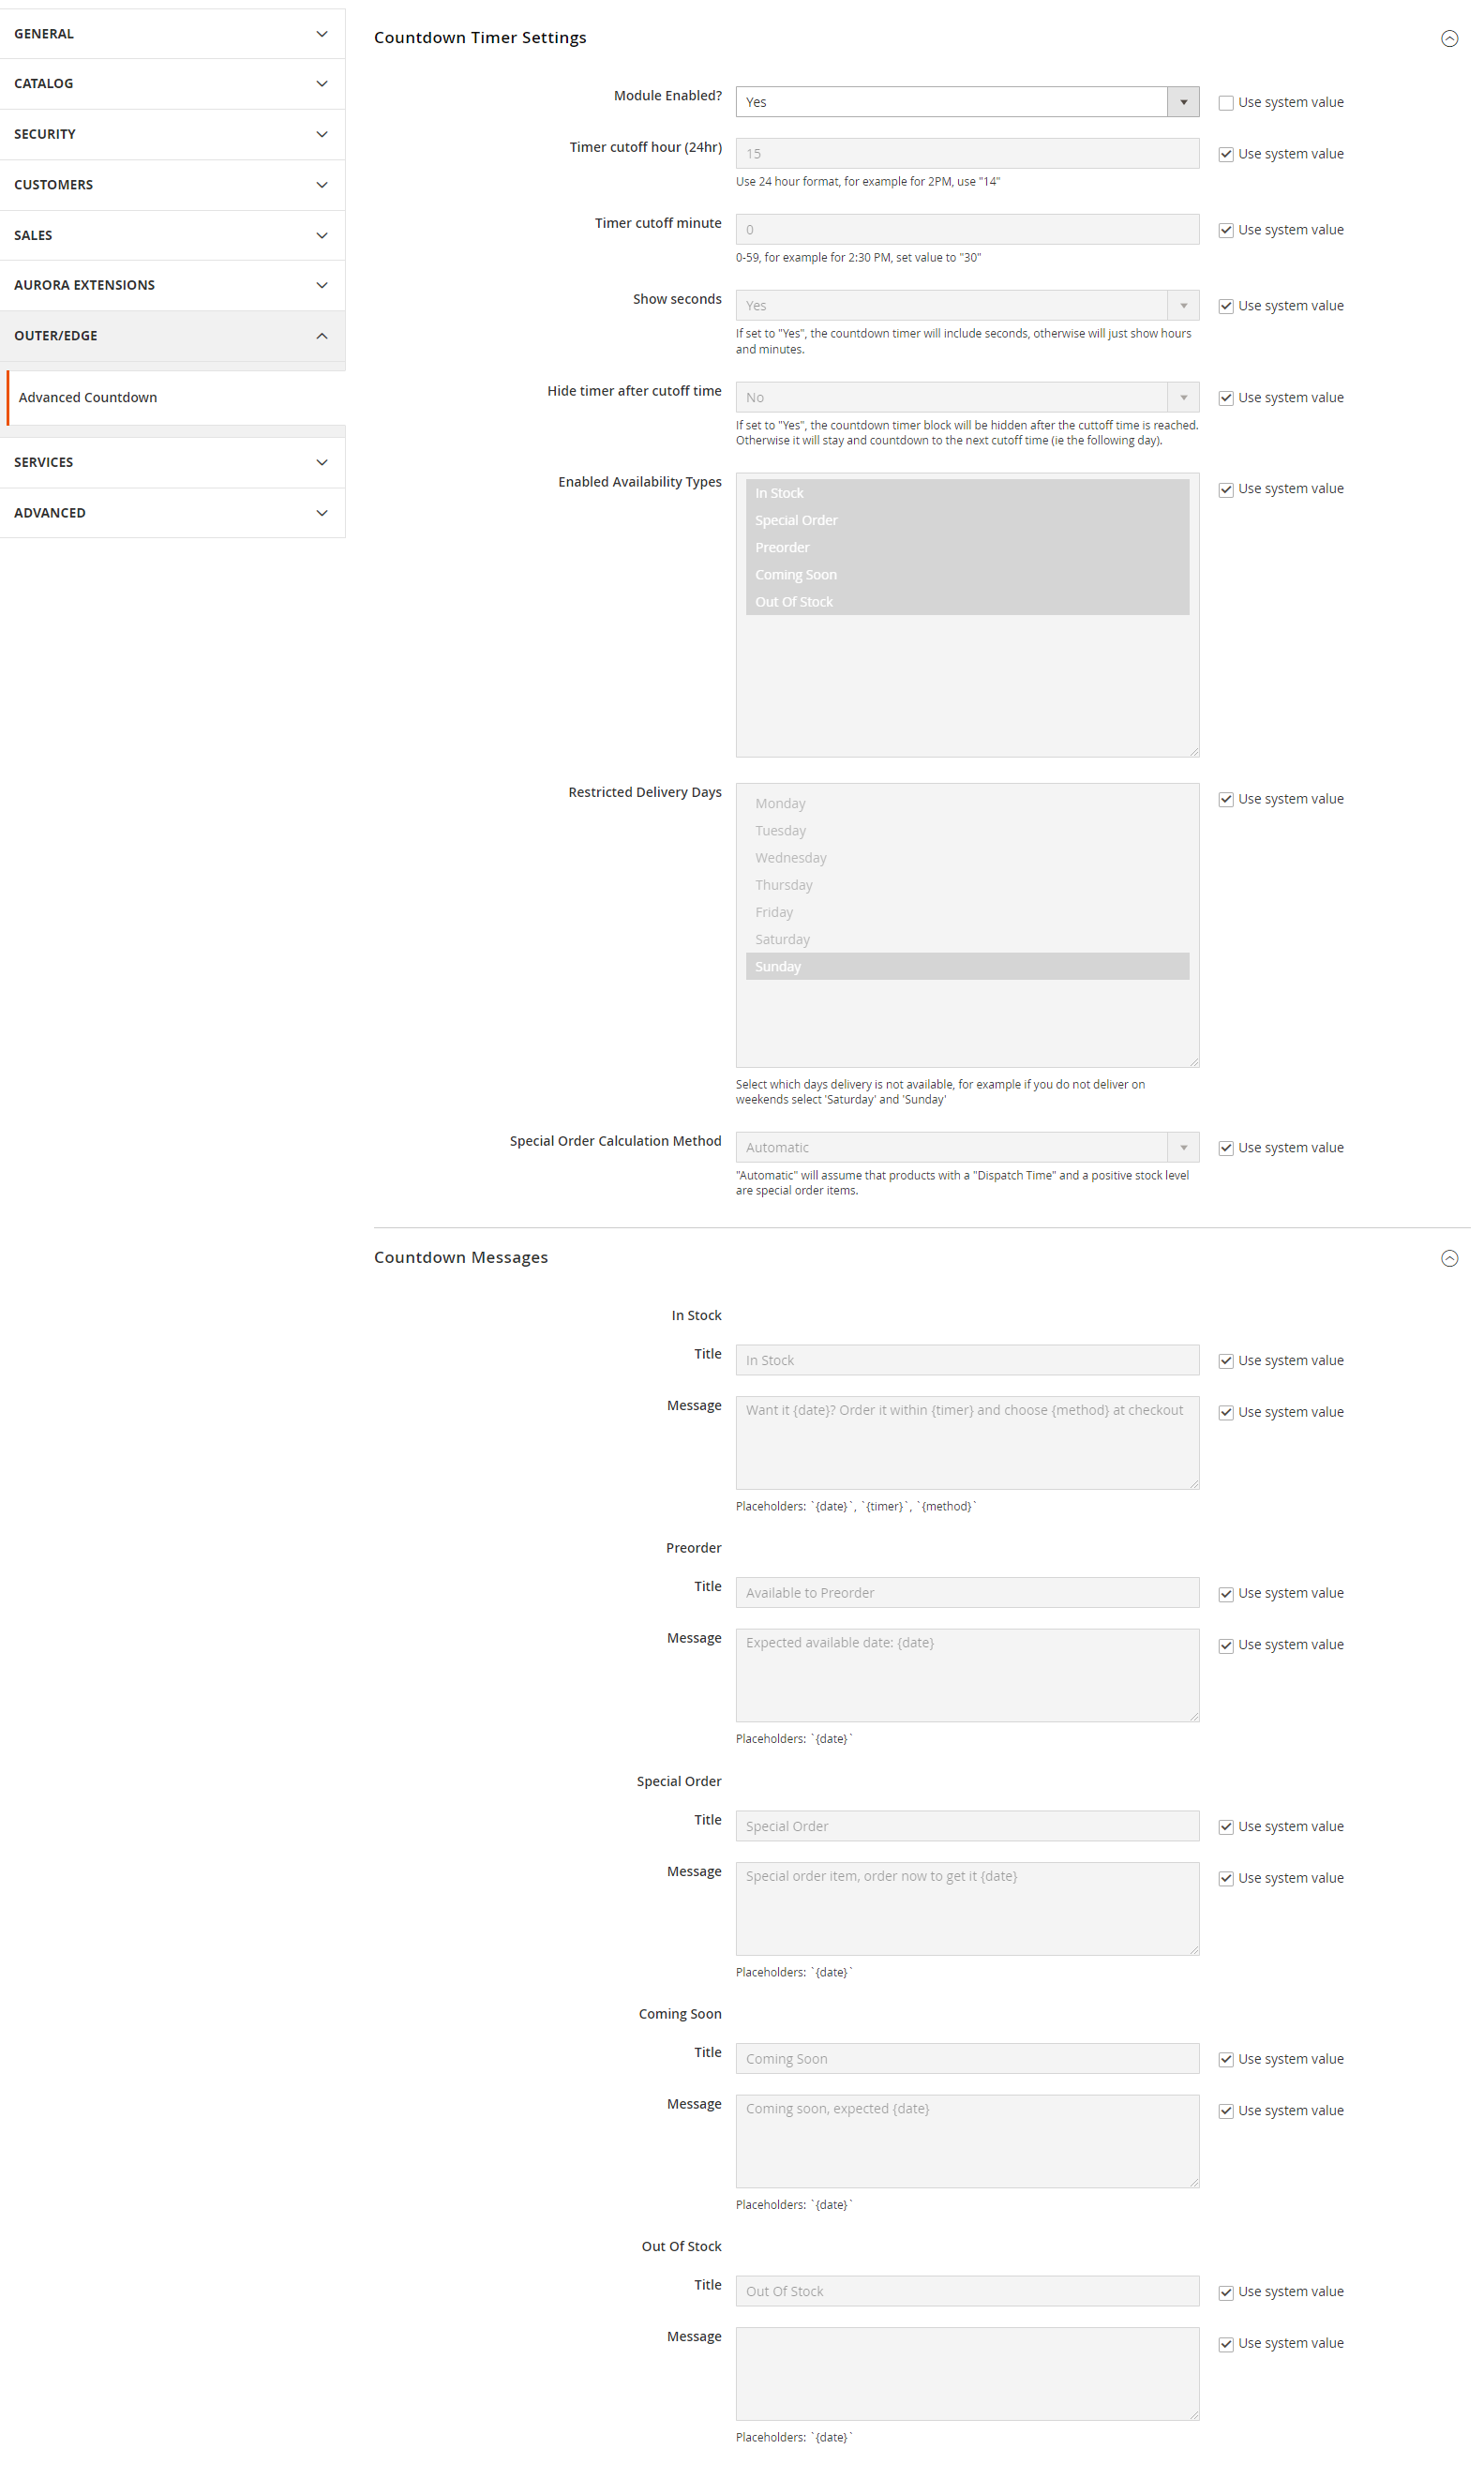 GENERAL
CATALOG
SECURITY
CUSTOMERS
SALES
AURORA EXTENSIONS
OUTER/EDGE
Advanced Countdown
SERVICES
ADVANCED
Countdown Timer Settings
Module Enabled?
Yes
Use system value
Timer cutoff hour (24hr)
15
Use system value
Use 24 hour format, for example for 2PM, use "14"
Timer cutoff minute
0
Use system value
0-59, for example for 2:30 PM, set value to "30"
Show seconds
Yes
Use system value
If set to "Yes", the countdown timer will include seconds, otherwise will just show hours
and minutes.
Hide timer after cutoff time
No
Use system value
If set to "Yes", the countdown timer block will be hidden after the cuttoff time is reached.
Otherwise it will stay and countdown to the next cutoff time (ie the following day).
Enabled Availability Types
In Stock
Use system value
Special Order
Preorder
Coming Soon
Out Of Stock
Restricted Delivery Days
Monday
Use system value
Tuesday
Wednesday
Thursday
Friday
Saturday
Sunday
Select which days delivery is not available, for example if you do not deliver on
weekends select 'Saturday' and 'Sunday'
Special Order Calculation Method
Automatic
Use system value
"Automatic" will assume that products with a "Dispatch Time" and a positive stock level
are special order items.
Countdown Messages
In Stock
Title
In Stock
Use system value
Message
Want it {date}? Order it within {timer} and choose {method} at checkout
Use system value
Placeholders: `{date}`, `{timer}`, `{method}`
Preorder
Title
Available to Preorder
Use system value
Message
Expected available date: {date}
Use system value
Placeholders: `{date}`
Special Order
Title
Special Order
Use system value
Message
Special order item, order now to get it {date}
Use system value
Placeholders: `{date}`
Coming Soon
Title
Coming Soon
Use system value
Message
Coming soon, expected {date}
Use system value
Placeholders: `{date}`
Out Of Stock
Title
Out Of Stock
Use system value
Message
Use system value
Placeholders: `{date}`